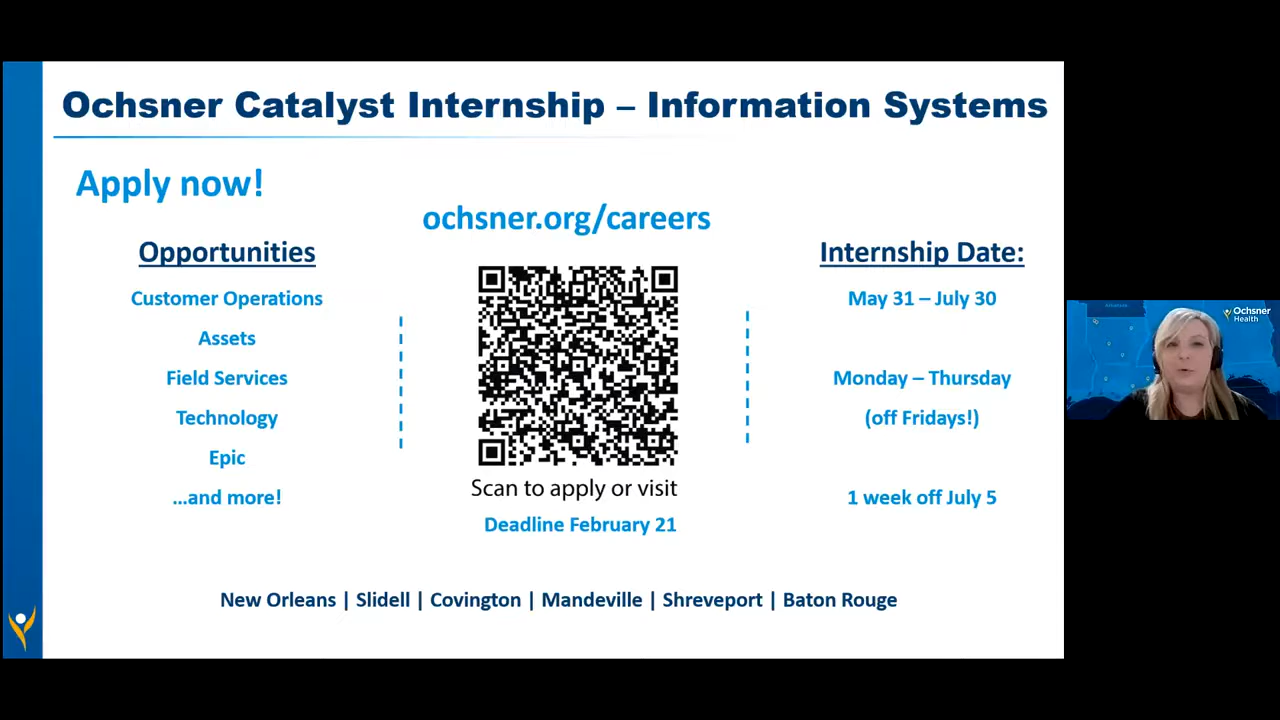 Ochsner Catalyst Internship – Information Systems
Apply now!
ochsner.org/careers
Opportunities
Customer Operations
Assets
Field Services
Technology
Epic
...and more!
Scan to apply or visit
Deadline February 21
Internship Date:
May 31 – July 30
Monday – Thursday
(off Fridays!)
1 week off July 5
New Orleans | Slidell | Covington | Mandeville | Shreveport | Baton Rouge
Ochsner
Health